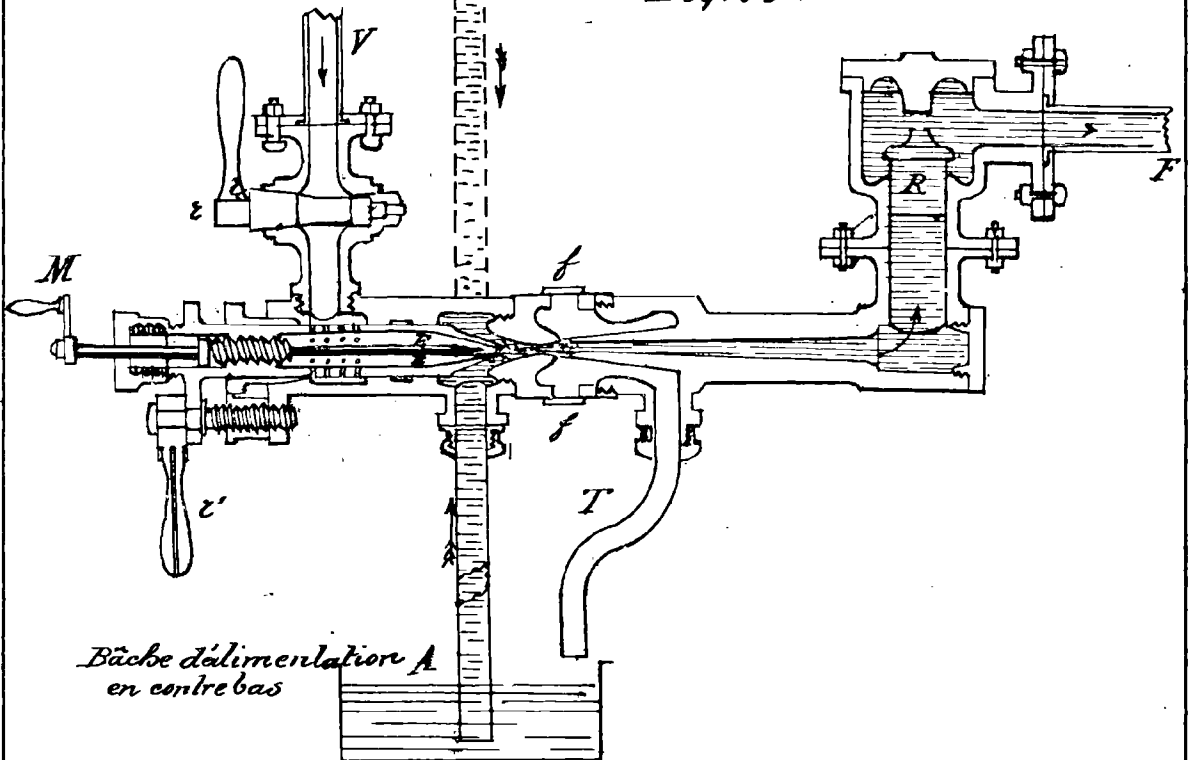 V
F
R
M
r
f
f
r'
T
Bâche d'alimentation A
en contrebas